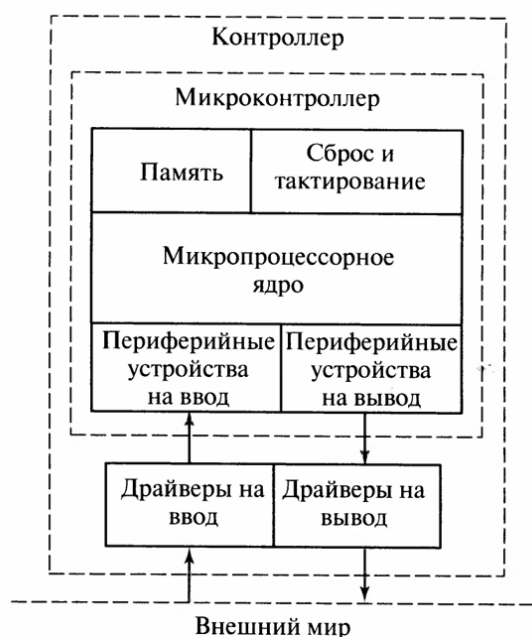 Контроллер
Микроконтроллер
Память
Сброс и
тактирование
Микропроцессорное
ядро
Периферийные
устройства
на ввод
Периферийные
устройства
на вывод
Драйверы на
ввод
Драйверы на
вывод
Внешний мир